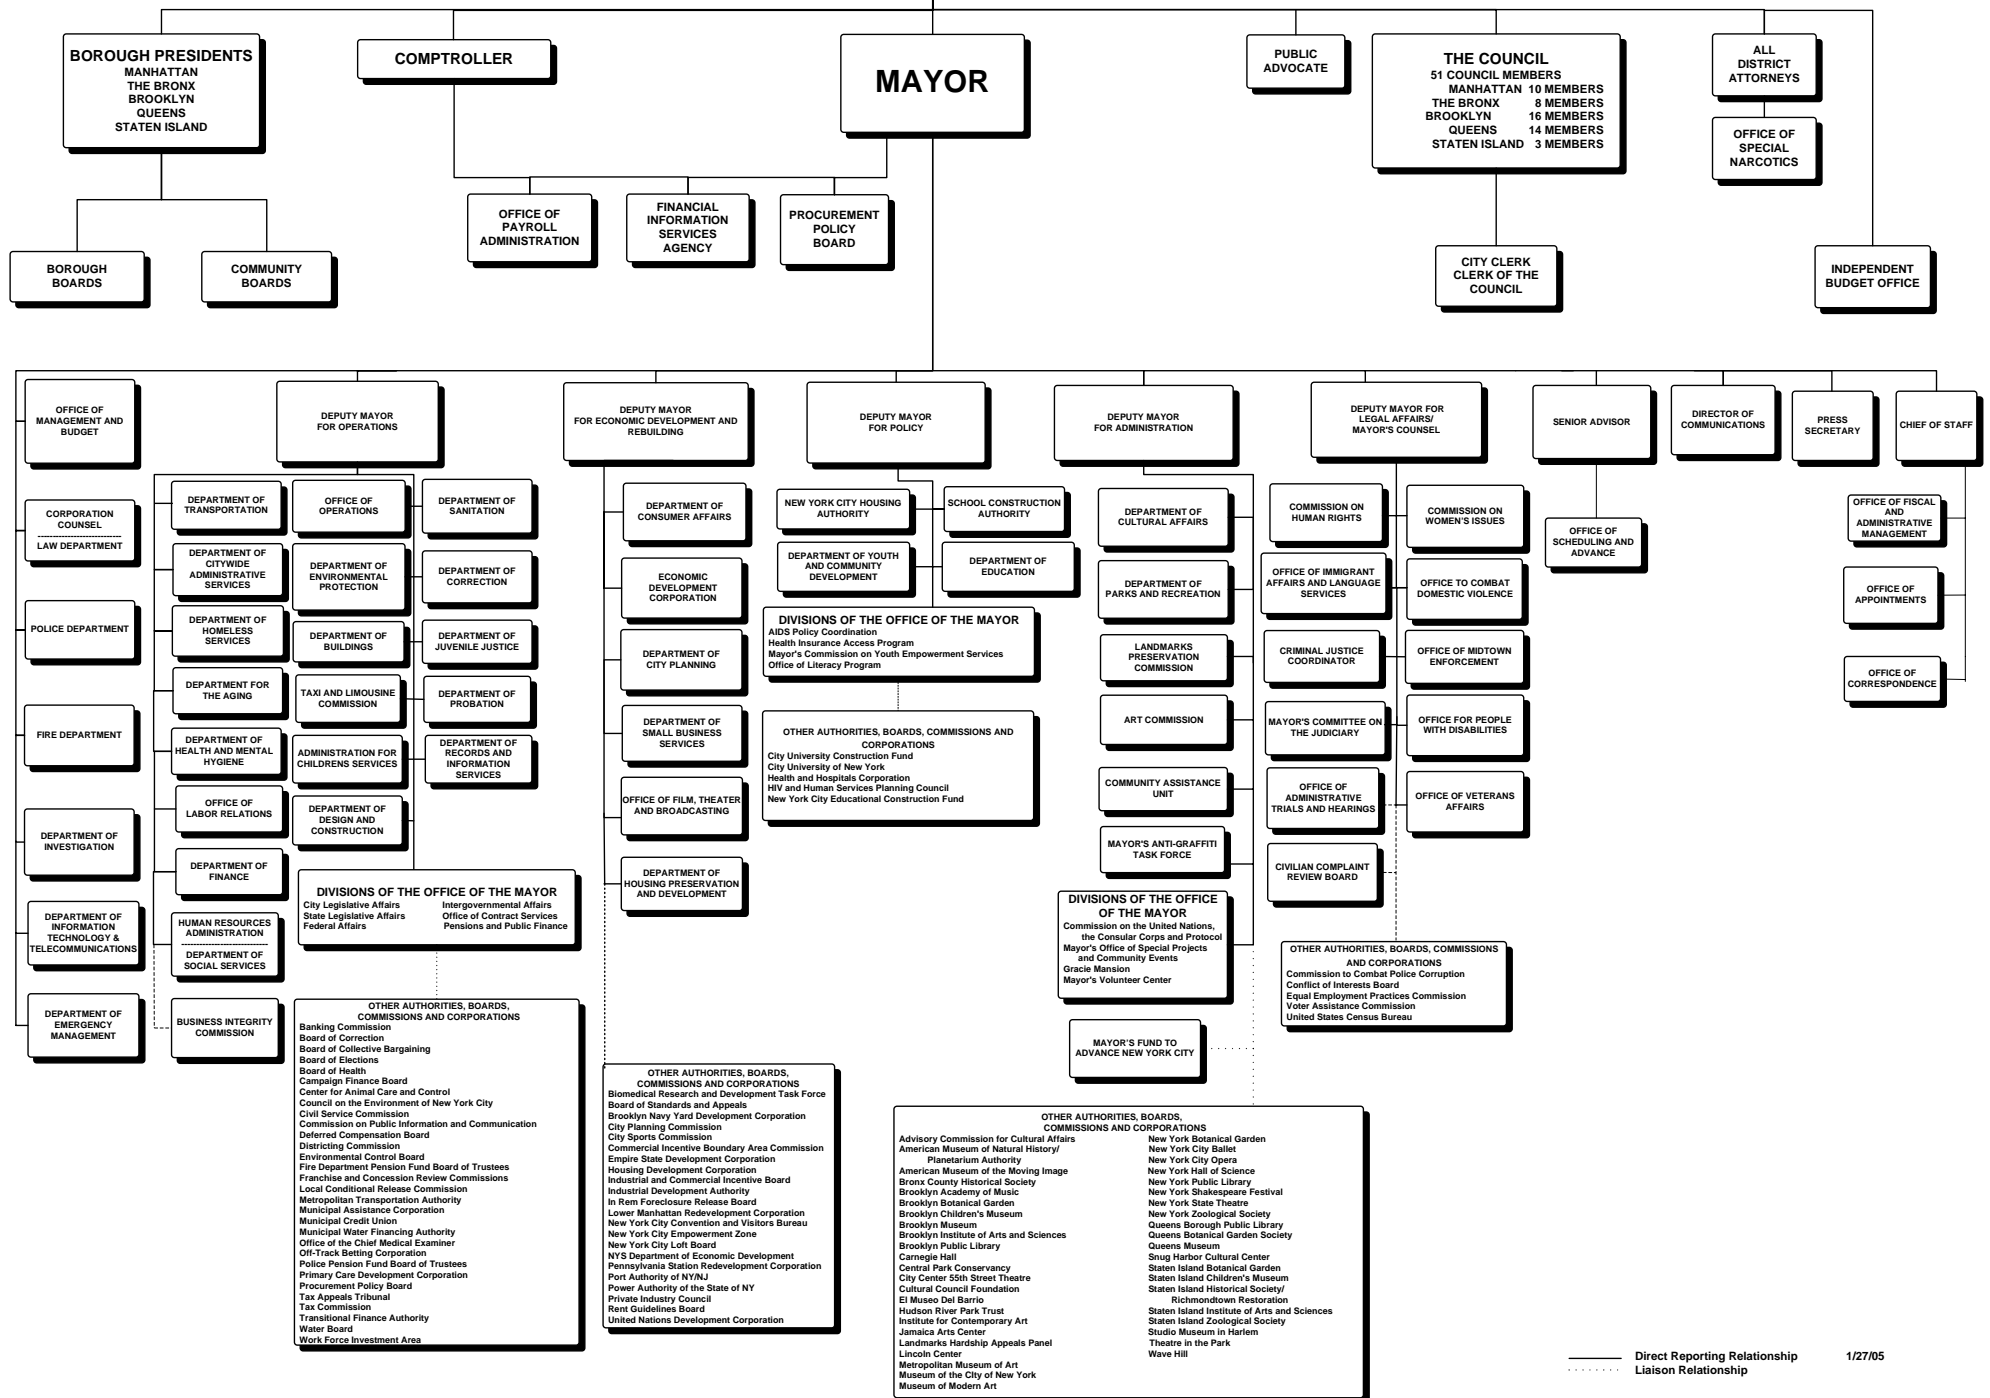 BOROUGH PRESIDENTS
MANHATTAN
THE BRONX
BROOKLYN
QUEENS
STATEN ISLAND
COMPTROLLER
MAYOR
PUBLIC
ADVOCATE
THE COUNCIL
51 COUNCIL MEMBERS
MANHATTAN 10 MEMBERS
THE BRONX 8 MEMBERS
BROOKLYN 16 MEMBERS
QUEENS 14 MEMBERS
STATEN ISLAND 3 MEMBERS
ALL
DISTRICT
ATTORNEYS
OFFICE OF
SPECIAL
NARCOTICS
BOROUGH
BOARDS
COMMUNITY
BOARDS
OFFICE OF
PAYROLL
ADMINISTRATION
FINANCIAL
INFORMATION
SERVICES
AGENCY
PROCUREMENT
POLICY
BOARD
CITY CLERK
CLERK OF THE
COUNCIL
INDEPENDENT
BUDGET OFFICE
OFFICE OF
MANAGEMENT AND
BUDGET
CORPORATION
COUNSEL
----------------------------
LAW DEPARTMENT
POLICE DEPARTMENT
FIRE DEPARTMENT
DEPARTMENT OF
INVESTIGATION
DEPARTMENT OF
INFORMATION
TECHNOLOGY &
TELECOMMUNICATIONS
DEPARTMENT OF
EMERGENCY
MANAGEMENT
DEPUTY MAYOR
FOR OPERATIONS
DEPARTMENT OF
TRANSPORTATION
DEPARTMENT OF
CITYWIDE
ADMINISTRATIVE
SERVICES
DEPARTMENT OF
HOMELESS
SERVICES
DEPARTMENT FOR
THE AGING
DEPARTMENT OF
HEALTH AND MENTAL
HYGIENE
OFFICE OF
LABOR RELATIONS
DEPARTMENT OF
FINANCE
HUMAN RESOURCES
ADMINISTRATION
-----------------------------
DEPARTMENT OF
SOCIAL SERVICES
BUSINESS INTEGRITY
COMMISSION
OFFICE OF
OPERATIONS
DEPARTMENT OF
ENVIRONMENTAL
PROTECTION
DEPARTMENT OF
BUILDINGS
TAXI AND LIMOUSINE
COMMISSION
ADMINISTRATION FOR
CHILDRENS SERVICES
DEPARTMENT OF
DESIGN AND
CONSTRUCTION
DEPARTMENT OF
SANITATION
DEPARTMENT OF
CORRECTION
DEPARTMENT OF
JUVENILE JUSTICE
DEPARTMENT OF
PROBATION
DEPARTMENT OF
RECORDS AND
INFORMATION
SERVICES
DIVISIONS OF THE OFFICE OF THE MAYOR
City Legislative Affairs Intergovernmental Affairs
State Legislative Affairs Office of Contract Services
Federal Affairs Pensions and Public Finance
OTHER AUTHORITIES, BOARDS,
COMMISSIONS AND CORPORATIONS
Banking Commission
Board of Correction
Board of Collective Bargaining
Board of Elections
Board of Health
Campaign Finance Board
Center for Animal Care and Control
Council on the Environment of New York City
Civil Service Commission
Commission on Public Information and Communication
Deferred Compensation Board
Districting Commission
Environmental Control Board
Fire Department Pension Fund Board of Trustees
Franchise and Concession Review Commissions
Local Conditional Release Commission
Metropolitan Transportation Authority
Municipal Assistance Corporation
Municipal Credit Union
Municipal Water Financing Authority
Office of the Chief Medical Examiner
Off-Track Betting Corporation
Police Pension Fund Board of Trustees
Primary Care Development Corporation
Procurement Policy Board
Tax Appeals Tribunal
Tax Commission
Transitional Finance Authority
Water Board
Work Force Investment Area
DEPUTY MAYOR
FOR ECONOMIC DEVELOPMENT AND
REBUILDING
DEPARTMENT OF
CONSUMER AFFAIRS
ECONOMIC
DEVELOPMENT
CORPORATION
DEPARTMENT OF
CITY PLANNING
DEPARTMENT OF
SMALL BUSINESS
SERVICES
OFFICE OF FILM, THEATER
AND BROADCASTING
DEPARTMENT OF
HOUSING PRESERVATION
AND DEVELOPMENT
OTHER AUTHORITIES, BOARDS,
COMMISSIONS AND CORPORATIONS
Biomedical Research and Development Task Force
Board of Standards and Appeals
Brooklyn Navy Yard Development Corporation
City Planning Commission
City Sports Commission
Commercial Incentive Boundary Area Commission
Empire State Development Corporation
Housing Development Corporation
Industrial and Commercial Incentive Board
Industrial Development Authority
In Rem Foreclosure Release Board
Lower Manhattan Redevelopment Corporation
New York City Convention and Visitors Bureau
New York City Empowerment Zone
New York City Loft Board
NYS Department of Economic Development
Pennsylvania Station Redevelopment Corporation
Port Authority of NY/NJ
Power Authority of the State of NY
Private Industry Council
Rent Guidelines Board
United Nations Development Corporation
DEPUTY MAYOR
FOR POLICY
NEW YORK CITY HOUSING
AUTHORITY
SCHOOL CONSTRUCTION
AUTHORITY
DEPARTMENT OF YOUTH
AND COMMUNITY
DEVELOPMENT
DEPARTMENT OF
EDUCATION
DIVISIONS OF THE OFFICE OF THE MAYOR
AIDS Policy Coordination
Health Insurance Access Program
Mayor's Commission on Youth Empowerment Services
Office of Literacy Program
OTHER AUTHORITIES, BOARDS, COMMISSIONS AND
CORPORATIONS
City University Construction Fund
City University of New York
Health and Hospitals Corporation
HIV and Human Services Planning Council
New York City Educational Construction Fund
DEPUTY MAYOR
FOR ADMINISTRATION
DEPARTMENT OF
CULTURAL AFFAIRS
DEPARTMENT OF
PARKS AND RECREATION
LANDMARKS
PRESERVATION
COMMISSION
ART COMMISSION
COMMUNITY ASSISTANCE
UNIT
MAYOR'S ANTI-GRAFFITI
TASK FORCE
DIVISIONS OF THE OFFICE
OF THE MAYOR
Commission on the United Nations,
the Consular Corps and Protocol
Mayor's Office of Special Projects
and Community Events
Gracie Mansion
Mayor's Volunteer Center
MAYOR'S FUND TO
ADVANCE NEW YORK CITY
OTHER AUTHORITIES, BOARDS,
COMMISSIONS AND CORPORATIONS
Advisory Commission for Cultural Affairs
American Museum of Natural History/
Planetarium Authority
American Museum of the Moving Image
Bronx County Historical Society
Brooklyn Academy of Music
Brooklyn Botanical Garden
Brooklyn Children's Museum
Brooklyn Museum
Brooklyn Institute of Arts and Sciences
Brooklyn Public Library
Carnegie Hall
Central Park Conservancy
City Center 55th Street Theatre
Cultural Council Foundation
El Museo Del Barrio
Hudson River Park Trust
Institute for Contemporary Art
Jamaica Arts Center
Landmarks Hardship Appeals Panel
Lincoln Center
Metropolitan Museum of Art
Museum of the CIty of New York
Museum of Modern Art
New York Botanical Garden
New York City Ballet
New York City Opera
New York Hall of Science
New York Public Library
New York Shakespeare Festival
New York State Theatre
New York Zoological Society
Queens Borough Public Library
Queens Botanical Garden Society
Queens Museum
Snug Harbor Cultural Center
Staten Island Botanical Garden
Staten Island Children's Museum
Staten Island Historical Society/
Richmondtown Restoration
Staten Island Institute of Arts and Sciences
Staten Island Zoological Society
Studio Museum in Harlem
Theatre in the Park
Wave Hill
DEPUTY MAYOR FOR
LEGAL AFFAIRS/
MAYOR'S COUNSEL
COMMISSION ON
HUMAN RIGHTS
OFFICE OF IMMIGRANT
AFFAIRS AND LANGUAGE
SERVICES
CRIMINAL JUSTICE
COORDINATOR
MAYOR'S COMMITTEE ON
THE JUDICIARY
OFFICE OF
ADMINISTRATIVE
TRIALS AND HEARINGS
CIVILIAN COMPLAINT
REVIEW BOARD
COMMISSION ON
WOMEN'S ISSUES
OFFICE TO COMBAT
DOMESTIC VIOLENCE
OFFICE OF MIDTOWN
ENFORCEMENT
OFFICE FOR PEOPLE
WITH DISABILITIES
OFFICE OF VETERANS
AFFAIRS
OTHER AUTHORITIES, BOARDS, COMMISSIONS
AND CORPORATIONS
Commission to Combat Police Corruption
Conflict of Interests Board
Equal Employment Practices Commission
Voter Assistance Commission
United States Census Bureau
SENIOR ADVISOR
OFFICE OF
SCHEDULING AND
ADVANCE
DIRECTOR OF
COMMUNICATIONS
PRESS
SECRETARY
CHIEF OF STAFF
OFFICE OF FISCAL
AND
ADMINISTRATIVE
MANAGEMENT
OFFICE OF
APPOINTMENTS
OFFICE OF
CORRESPONDENCE
Direct Reporting Relationship 1/27/05
Liaison Relationship